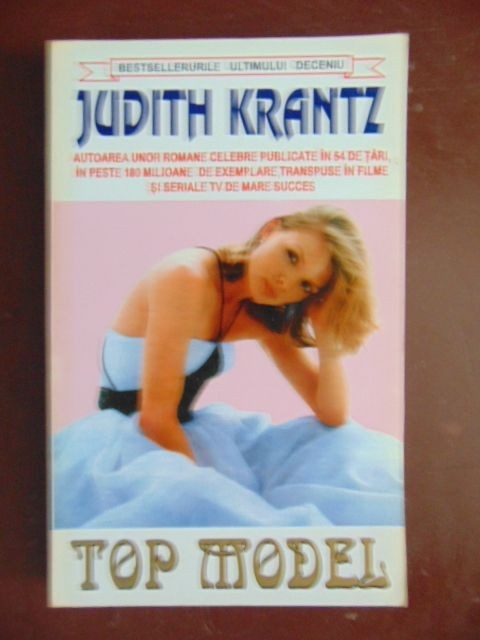 BESTSELLERURILE ULTIMULUI DECENIU
JUDITH KRANTZ
AUTOAREA UNOR ROMANE CELEBRE PUBLICATE ÎN 54 DE ȚĂRI,
ÎN PESTE 180 MILIOANE DE EXEMPLARE, TRANSPUSE ÎN FILME
ȘI SERIALE TV DE MARE SUCCES
TOP MODEL